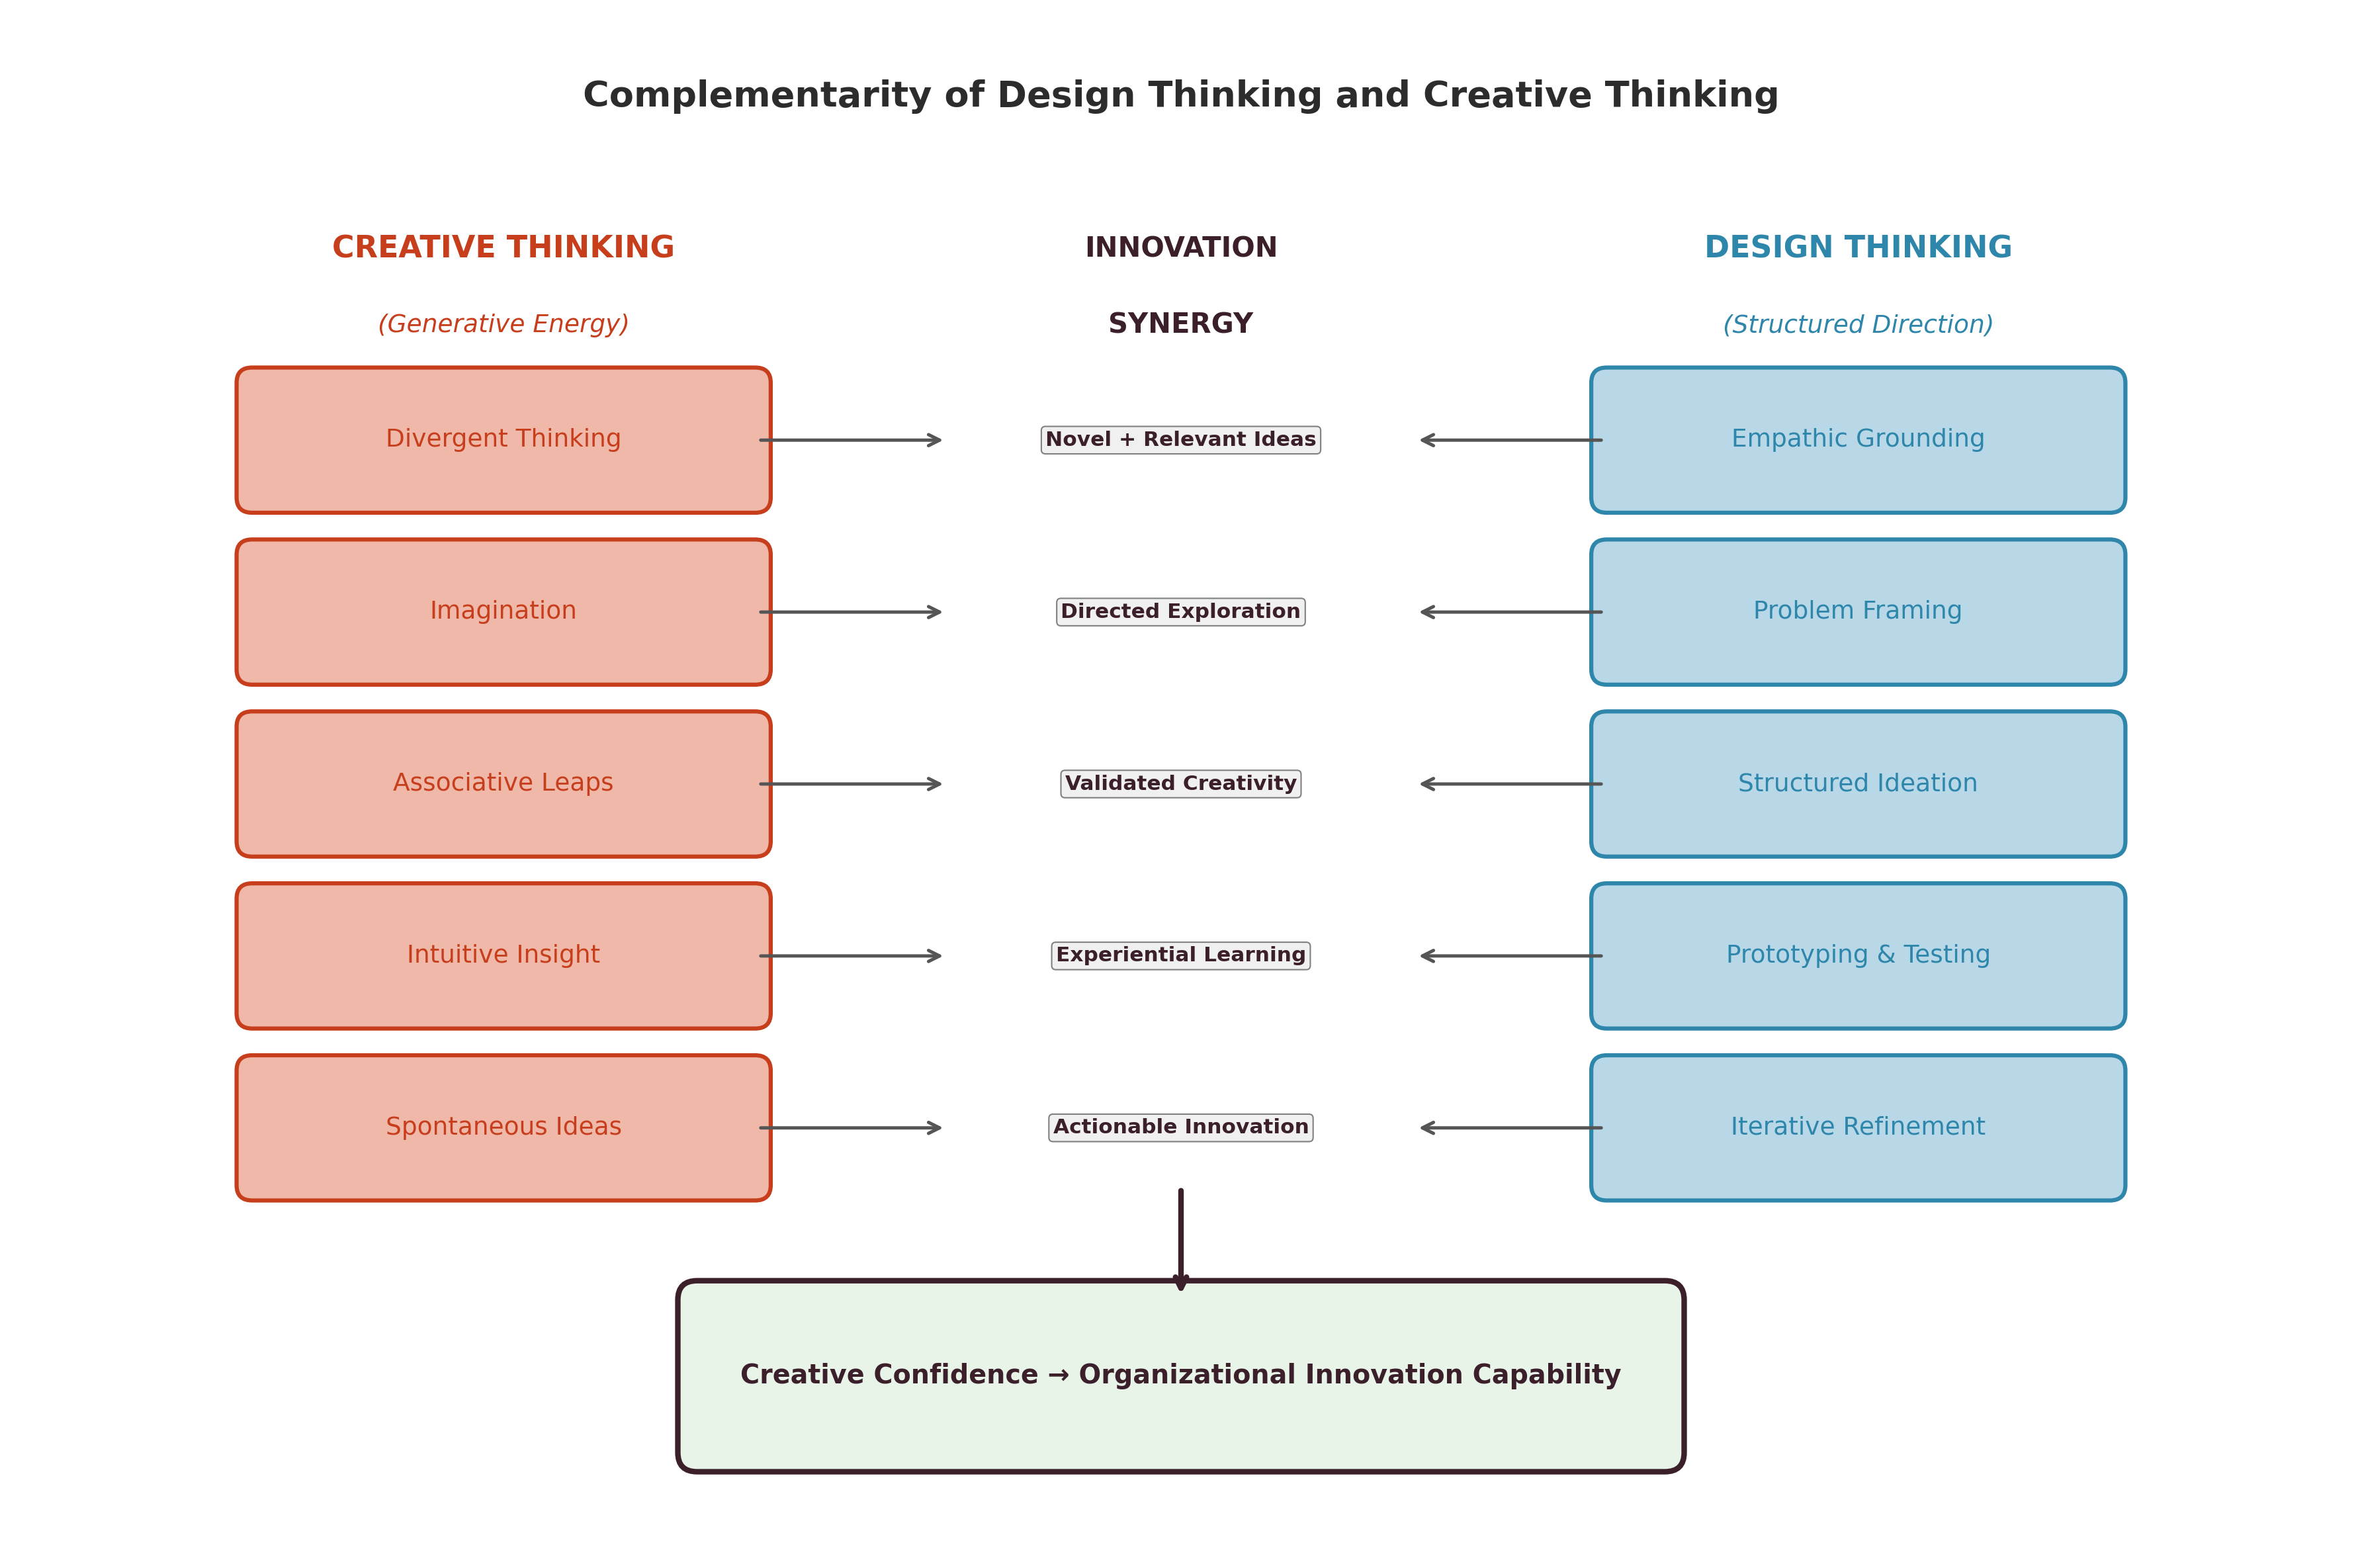 Complementarity of Design Thinking and Creative Thinking
CREATIVE THINKING
INNOVATION
DESIGN THINKING
(Generative Energy)
SYNERGY
(Structured Direction)
Divergent Thinking
Novel + Relevant Ideas
Empathic Grounding
Imagination
Directed Exploration
Problem Framing
Associative Leaps
Validated Creativity
Structured Ideation
Intuitive Insight
Experiential Learning
Prototyping & Testing
Spontaneous Ideas
Actionable Innovation
Iterative Refinement
Creative Confidence → Organizational Innovation Capability